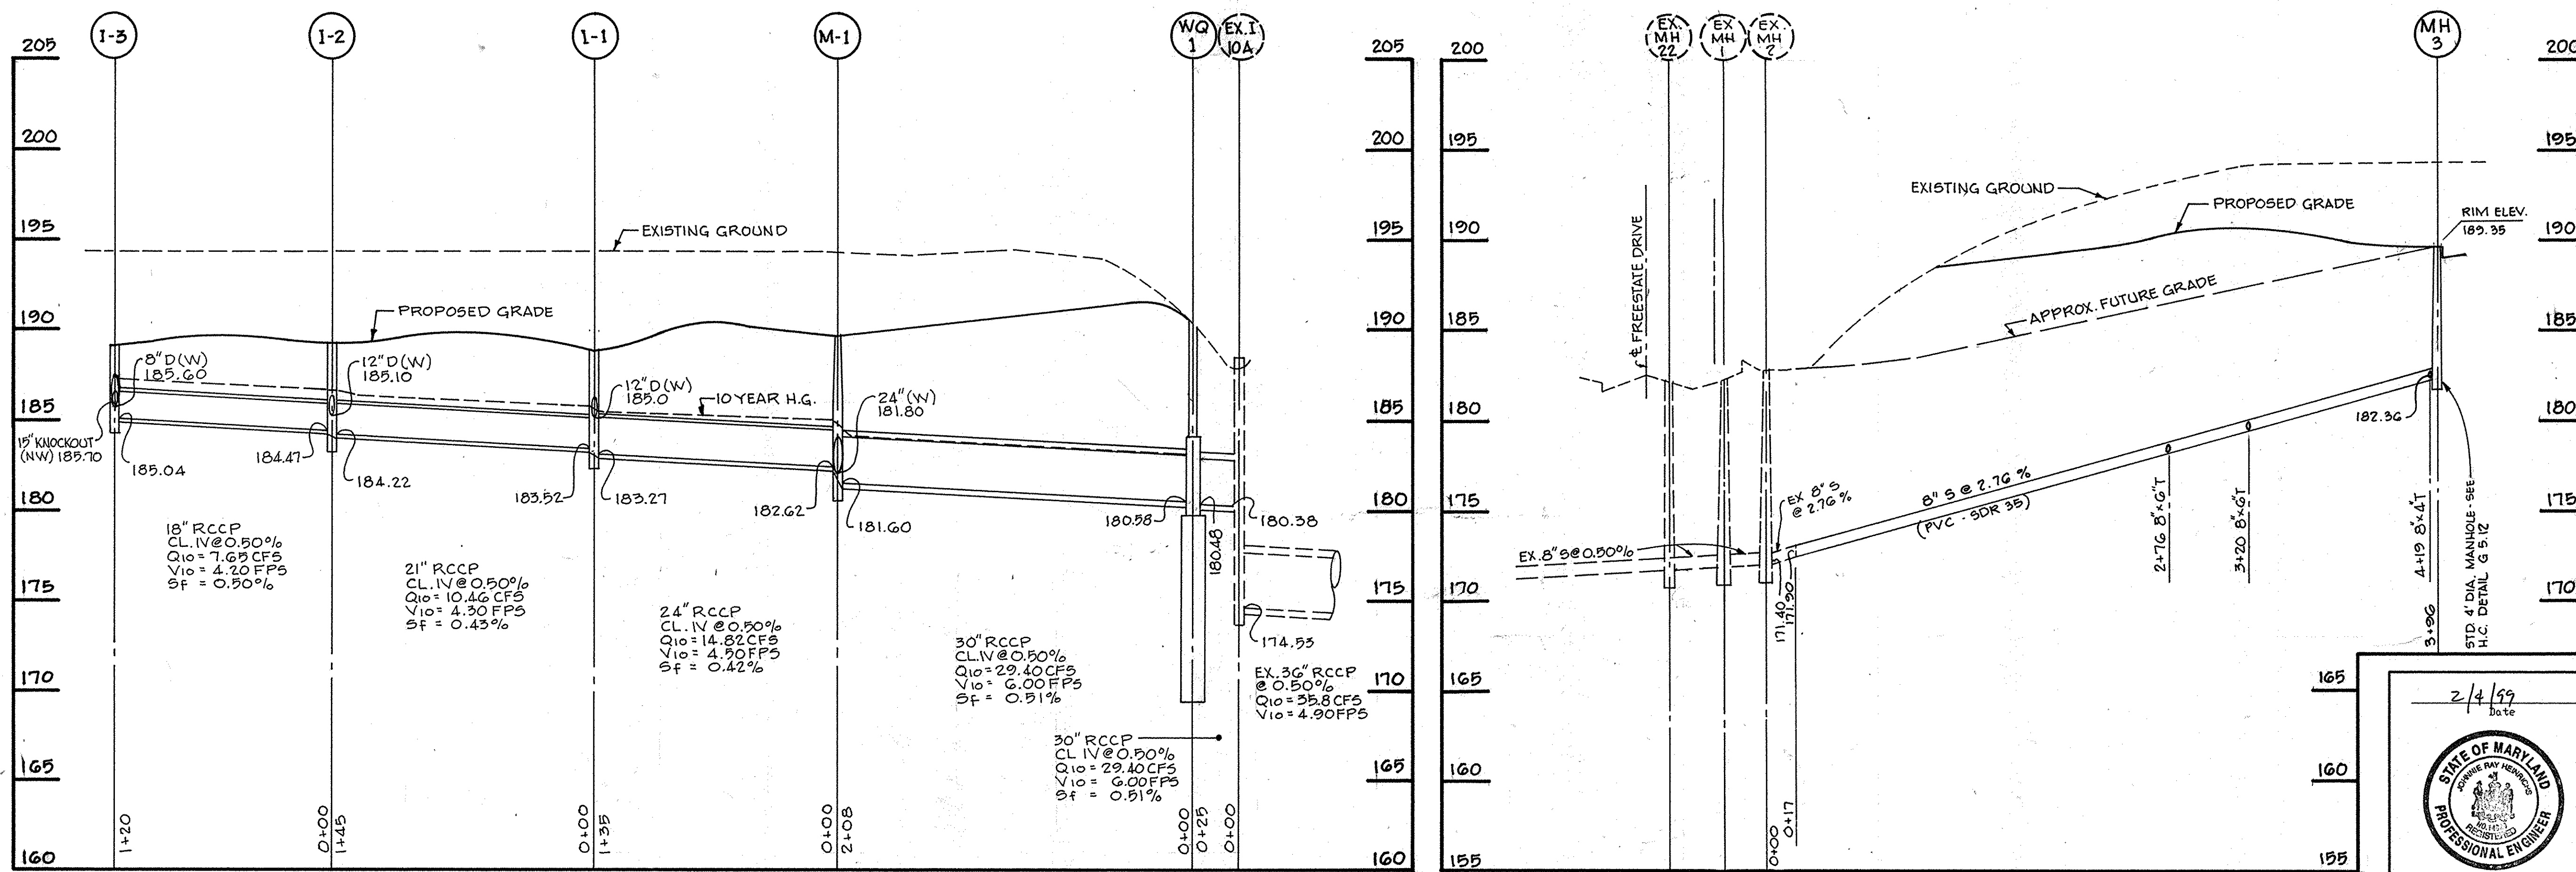 I-3
I-2
I-1
M-1
WQ
1
EX.I.
10A
205
200
195
190
185
180
175
170
165
160
EXISTING GROUND
PROPOSED GRADE
8"D(W)
185.60
12"D(W)
185.10
12"D(W)
185.0
10 YEAR H.G.
24"(W)
181.80
15"KNOCKOUT
(NW) 185.70
185.04
184.47
184.22
183.52
183.27
182.62
181.60
180.58
180.48
180.38
174.53
18" RCCP
CL.IV@0.50%
Q10 = 7.65 CFS
V10 = 4.20 FPS
Sf = 0.50%
21" RCCP
CL.IV@0.50%
Q10 = 10.46 CFS
V10 = 4.30 FPS
Sf = 0.43%
24" RCCP
CL.IV@0.50%
Q10 = 14.82 CFS
V10 = 4.50 FPS
Sf = 0.42%
30" RCCP
CL.IV@0.50%
Q10 = 29.40 CFS
V10 = 6.00 FPS
Sf = 0.51%
EX.36" RCCP
@ 0.50%
Q10 = 35.8 CFS
V10 = 4.90 FPS
30" RCCP
CL IV@0.50%
Q10 = 29.40 CFS
V10 = 6.00 FPS
Sf = 0.51%
1+20
0+00
1+45
0+00
1+35
0+00
2+08
0+00
0+25
0+00
205
200
195
190
185
180
175
170
165
160
200
195
190
185
180
175
170
165
160
155
EX.
MH
22
EX
MH
1
EX.
MH
2
MH
3
EXISTING GROUND
PROPOSED GRADE
RIM ELEV.
189.35
℄ FREESTATE DRIVE
APPROX. FUTURE GRADE
182.36
EX 8" S
@ 2.76%
8" S @ 2.76 %
(PVC - SDR 35)
EX. 8" S @ 0.50%
171.40
171.90
2+76 8"x6"T
3+20 8"x6"T
4+19 8"x4"T
3+96
STD. 4' DIA. MANHOLE - SEE
H.C. DETAIL G 5.12
0+00
0+17
200
195
190
185
180
175
170
165
160
155
2/4/99
Date
STATE OF MARYLAND
JOHNNIE RAY HEINRICHS
REGISTERED
PROFESSIONAL ENGINEER